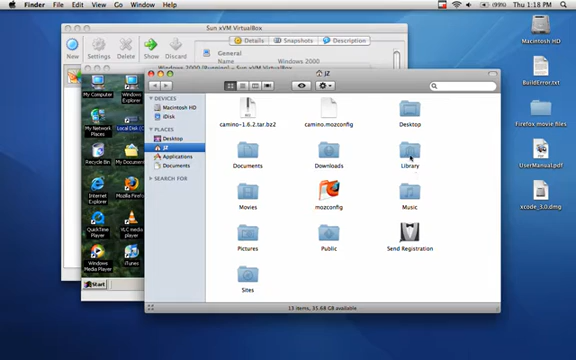 Finder File Edit View Go Window Help
(99%) Thu 1:18 PM
Sun xVM VirtualBox
New Settings Delete Show Discard
Details Snapshots Description
General
Windows 2000
My Computer
Windows Explorer
My Network Places
Local Disk
Recycle Bin
My Documents
Internet Explorer
Mozilla Firefox
QuickTime Player
VLC media player
Windows Media Player
iTunes
Start
JZ
DEVICES
Macintosh HD
iDisk
PLACES
Desktop
JZ
Applications
Documents
SEARCH FOR
camino-1.6.2.tar.bz2
camino.mozconfig
Desktop
Documents
Downloads
Library
Movies
mozconfig
Music
Pictures
Public
Send Registration
Sites
13 items, 35.68 GB available
Macintosh HD
BuildError.txt
Firefox movie files
UserManual.pdf
xcode_3.0.dmg